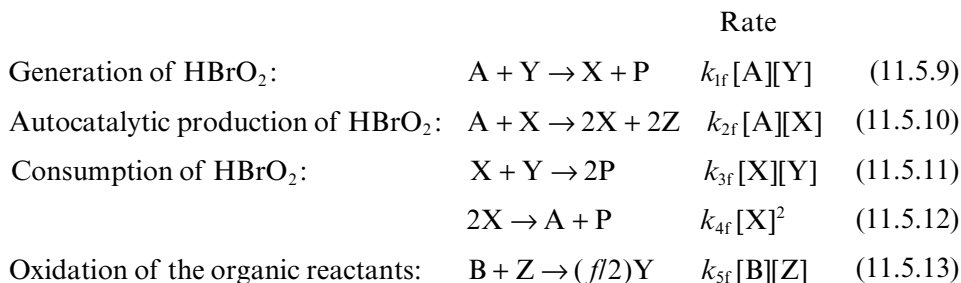 Rate
Generation of HBrO₂: A + Y → X + P k₁f[A][Y] (11.5.9)
Autocatalytic production of HBrO₂: A + X → 2X + 2Z k₂f[A][X] (11.5.10)
Consumption of HBrO₂: X + Y → 2P k₃f[X][Y] (11.5.11)
2X → A + P k₄f[X]² (11.5.12)
Oxidation of the organic reactants: B + Z → (f/2)Y k₅f[B][Z] (11.5.13)